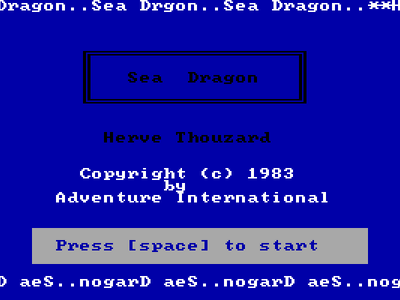 Dragon..Sea Drgon..Sea Dragon..**H
Sea  Dragon
Herve Thouzard
Copyright (c) 1983
by
Adventure International
Press [space] to start
D aeS..nogarD aeS..nogarD aeS..nog